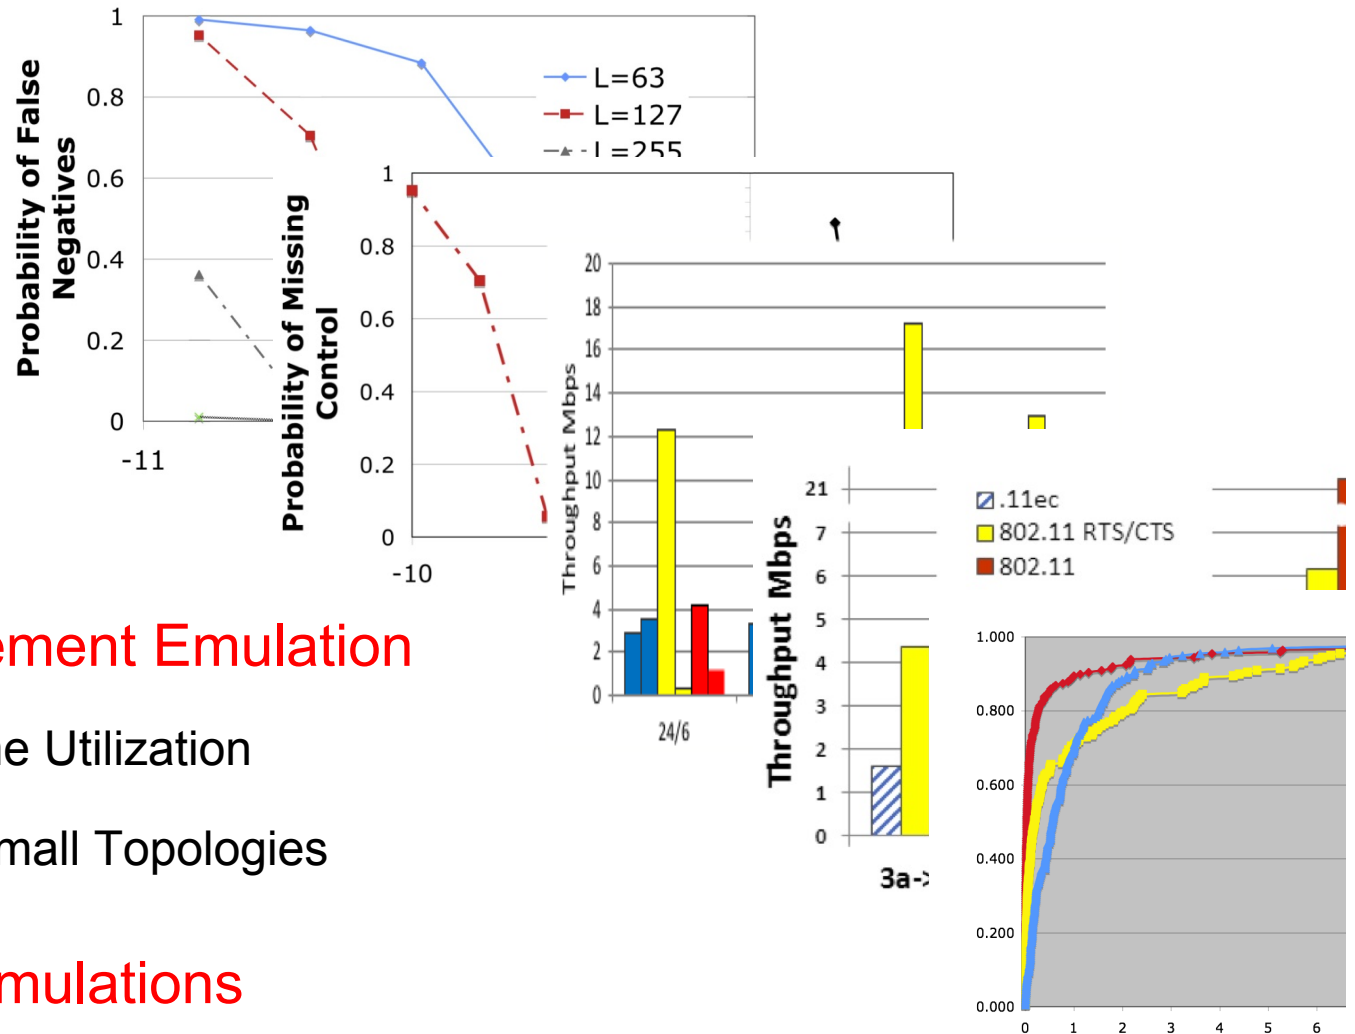 1
0.8
0.6
0.4
0.2
0
-11
Probability of False
Negatives
L=63
L=127
L=255
1
0.8
0.6
0.4
0.2
0
-10
Probability of Missing
Control
20
18
16
14
12
10
8
6
4
2
0
Throughput Mbps
24/6
21
7
6
5
4
3
2
1
0
Throughput Mbps
3a->
.11ec
802.11 RTS/CTS
802.11
ement Emulation
ne Utilization
mall Topologies
mulations
1.000
0.800
0.600
0.400
0.200
0.000
0 1 2 3 4 5 6